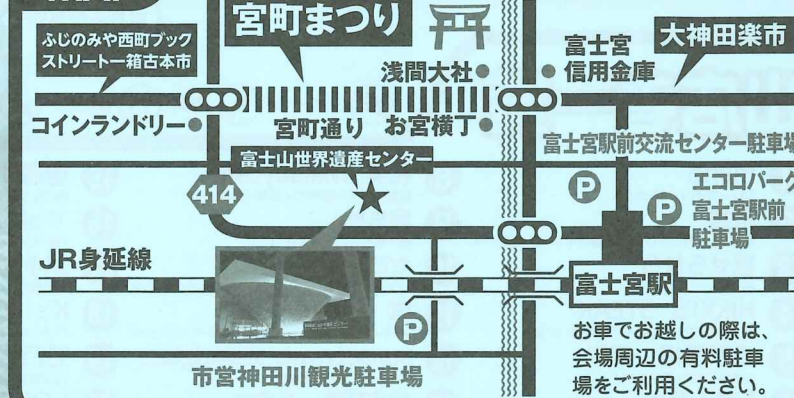 宮町まつり
大神田楽市
ふじのみや西町ブック
ストリート一箱古本市
浅間大社
富士宮
信用金庫
コインランドリー
宮町通り
お宮横丁
富士山世界遺産センター
富士宮駅前交流センター駐車場
414
P
P
エコロパーク
富士宮駅前
駐車場
JR身延線
富士宮駅
P
市営神田川観光駐車場
お車でお越しの際は、
会場周辺の有料駐車
場をご利用ください。